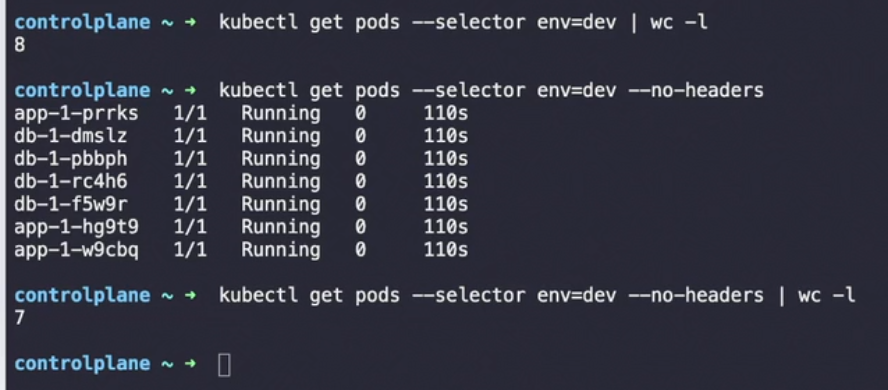 controlplane ~ → kubectl get pods --selector env=dev | wc -l
8
controlplane ~ → kubectl get pods --selector env=dev --no-headers
app-1-prrks 1/1 Running 0 110s
db-1-dmslz 1/1 Running 0 110s
db-1-pbbph 1/1 Running 0 110s
db-1-rc4h6 1/1 Running 0 110s
db-1-f5w9r 1/1 Running 0 110s
app-1-hg9t9 1/1 Running 0 110s
app-1-w9cbq 1/1 Running 0 110s
controlplane ~ → kubectl get pods --selector env=dev --no-headers | wc -l
7
controlplane ~ →